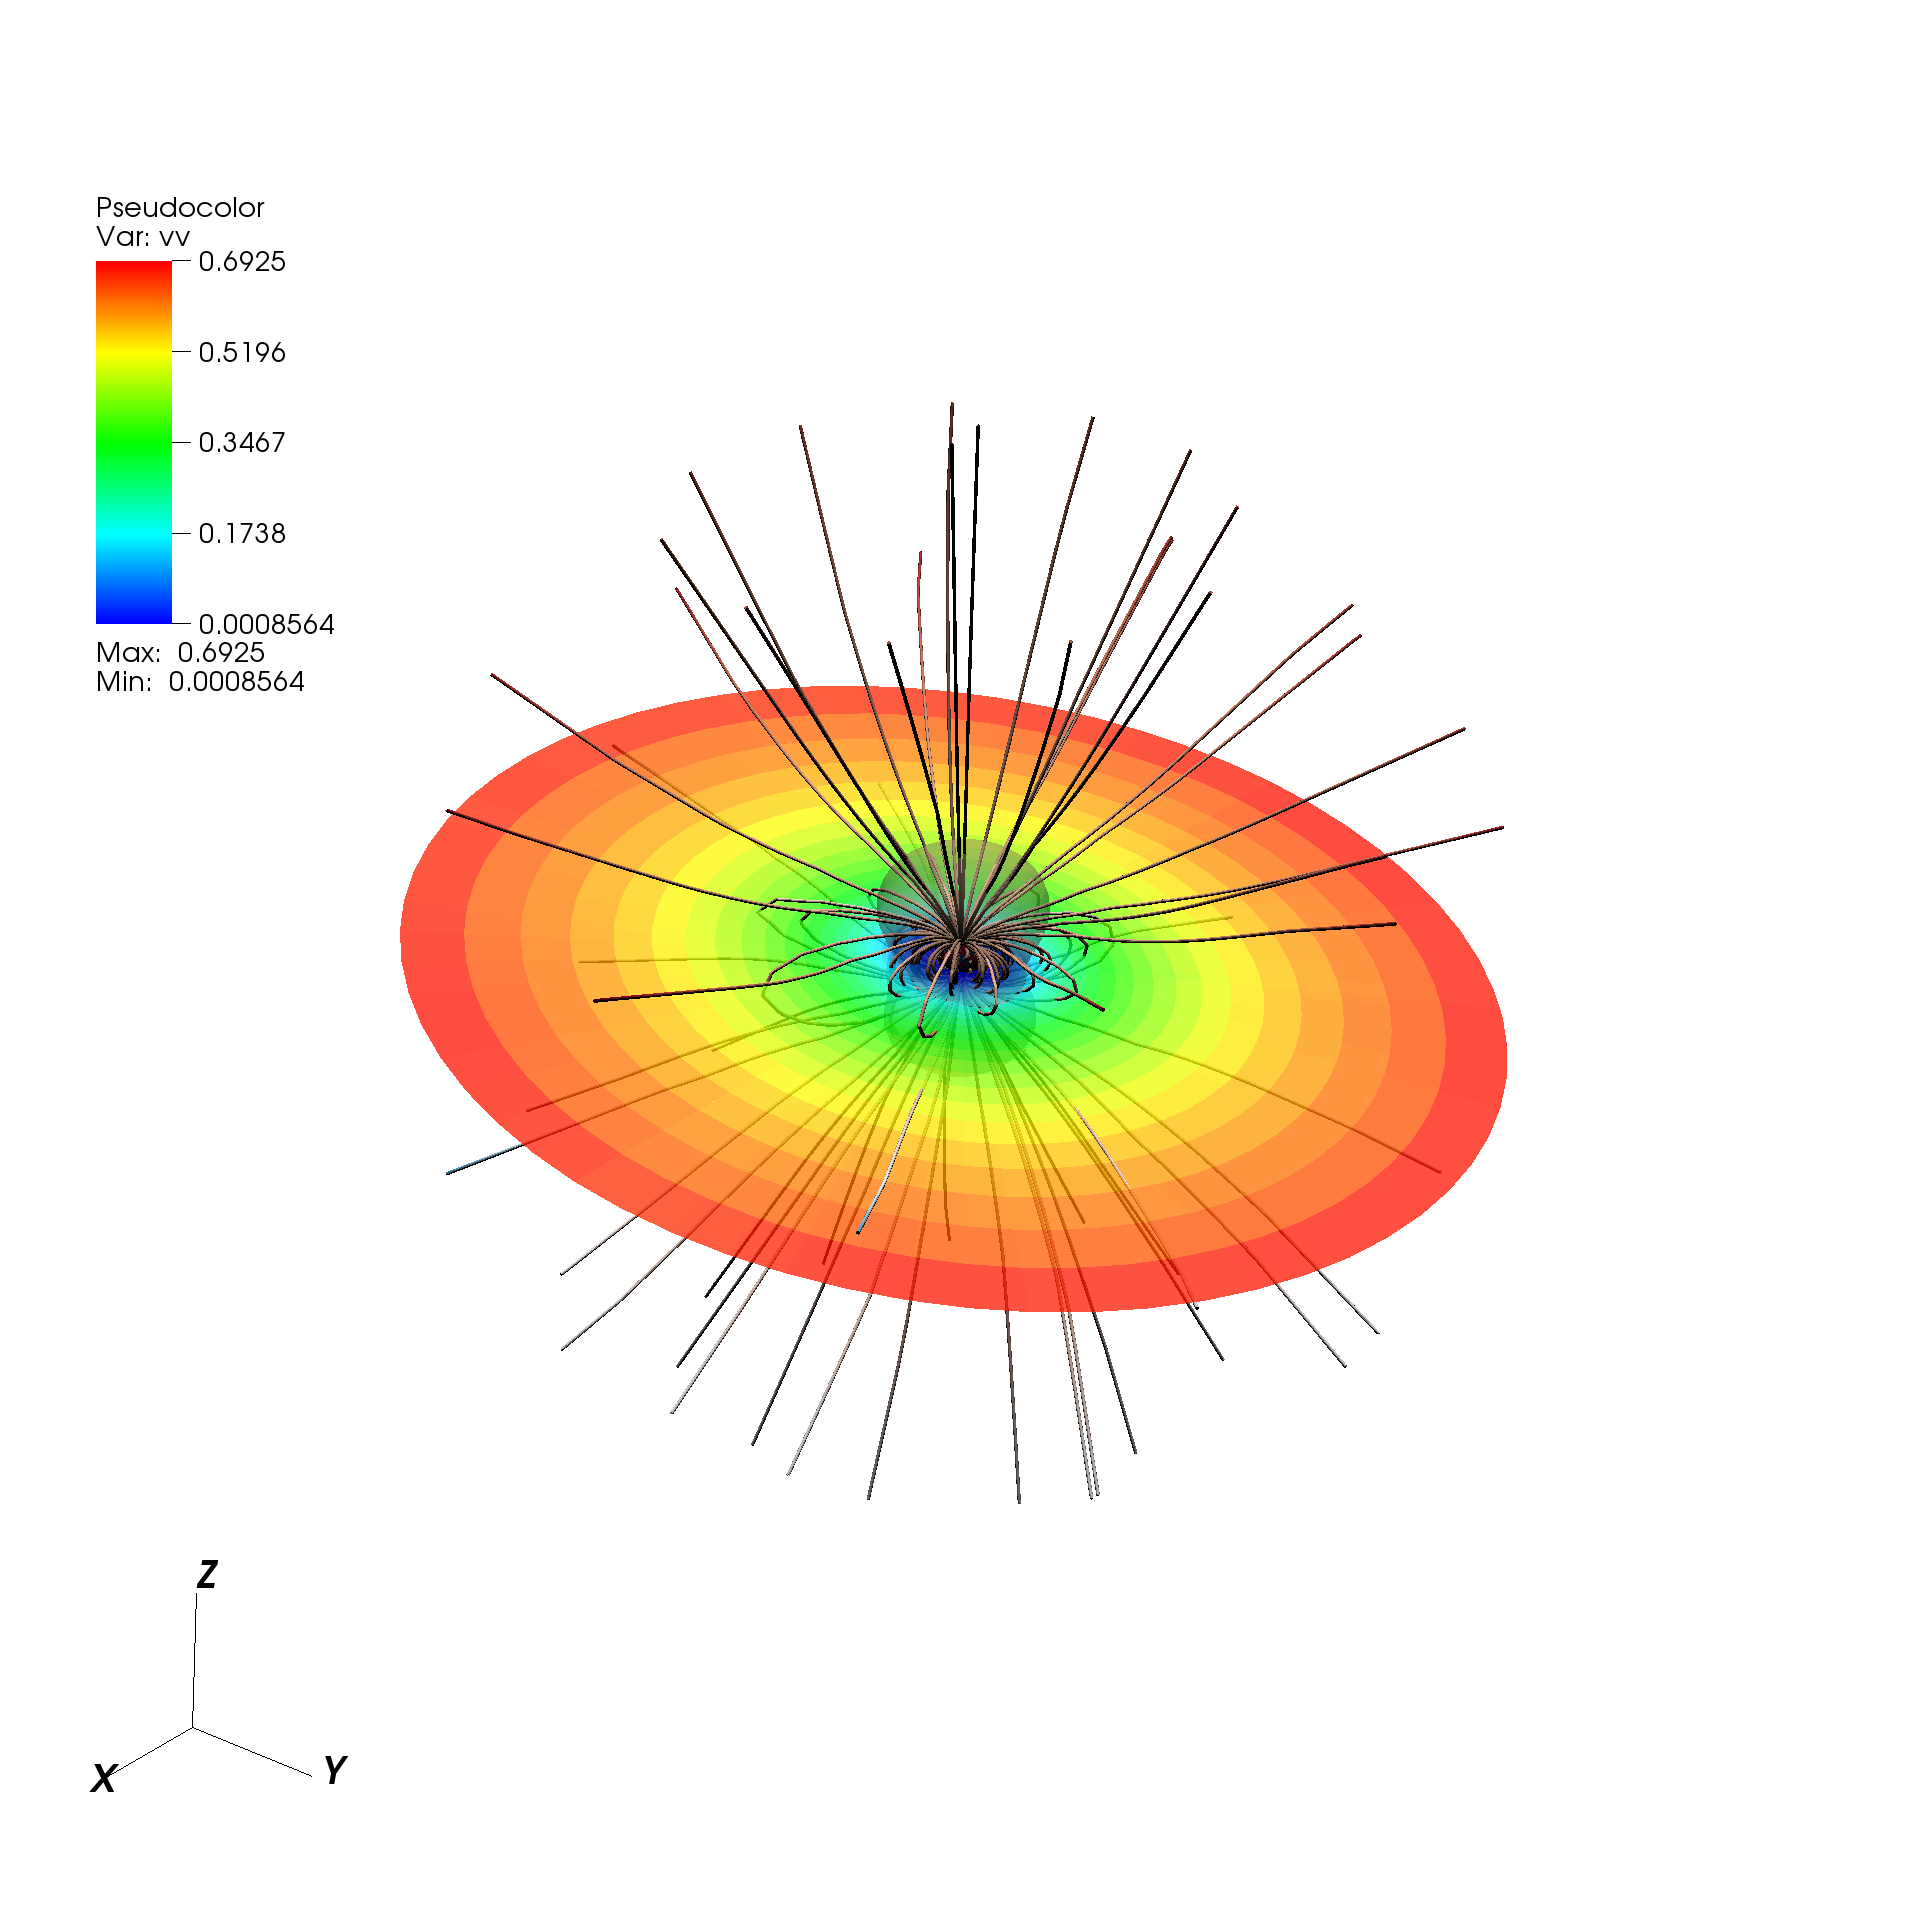 Pseudocolor
Var: vv
0.6925
0.5196
0.3467
0.1738
0.0008564
Max: 0.6925
Min: 0.0008564
Z
X
Y